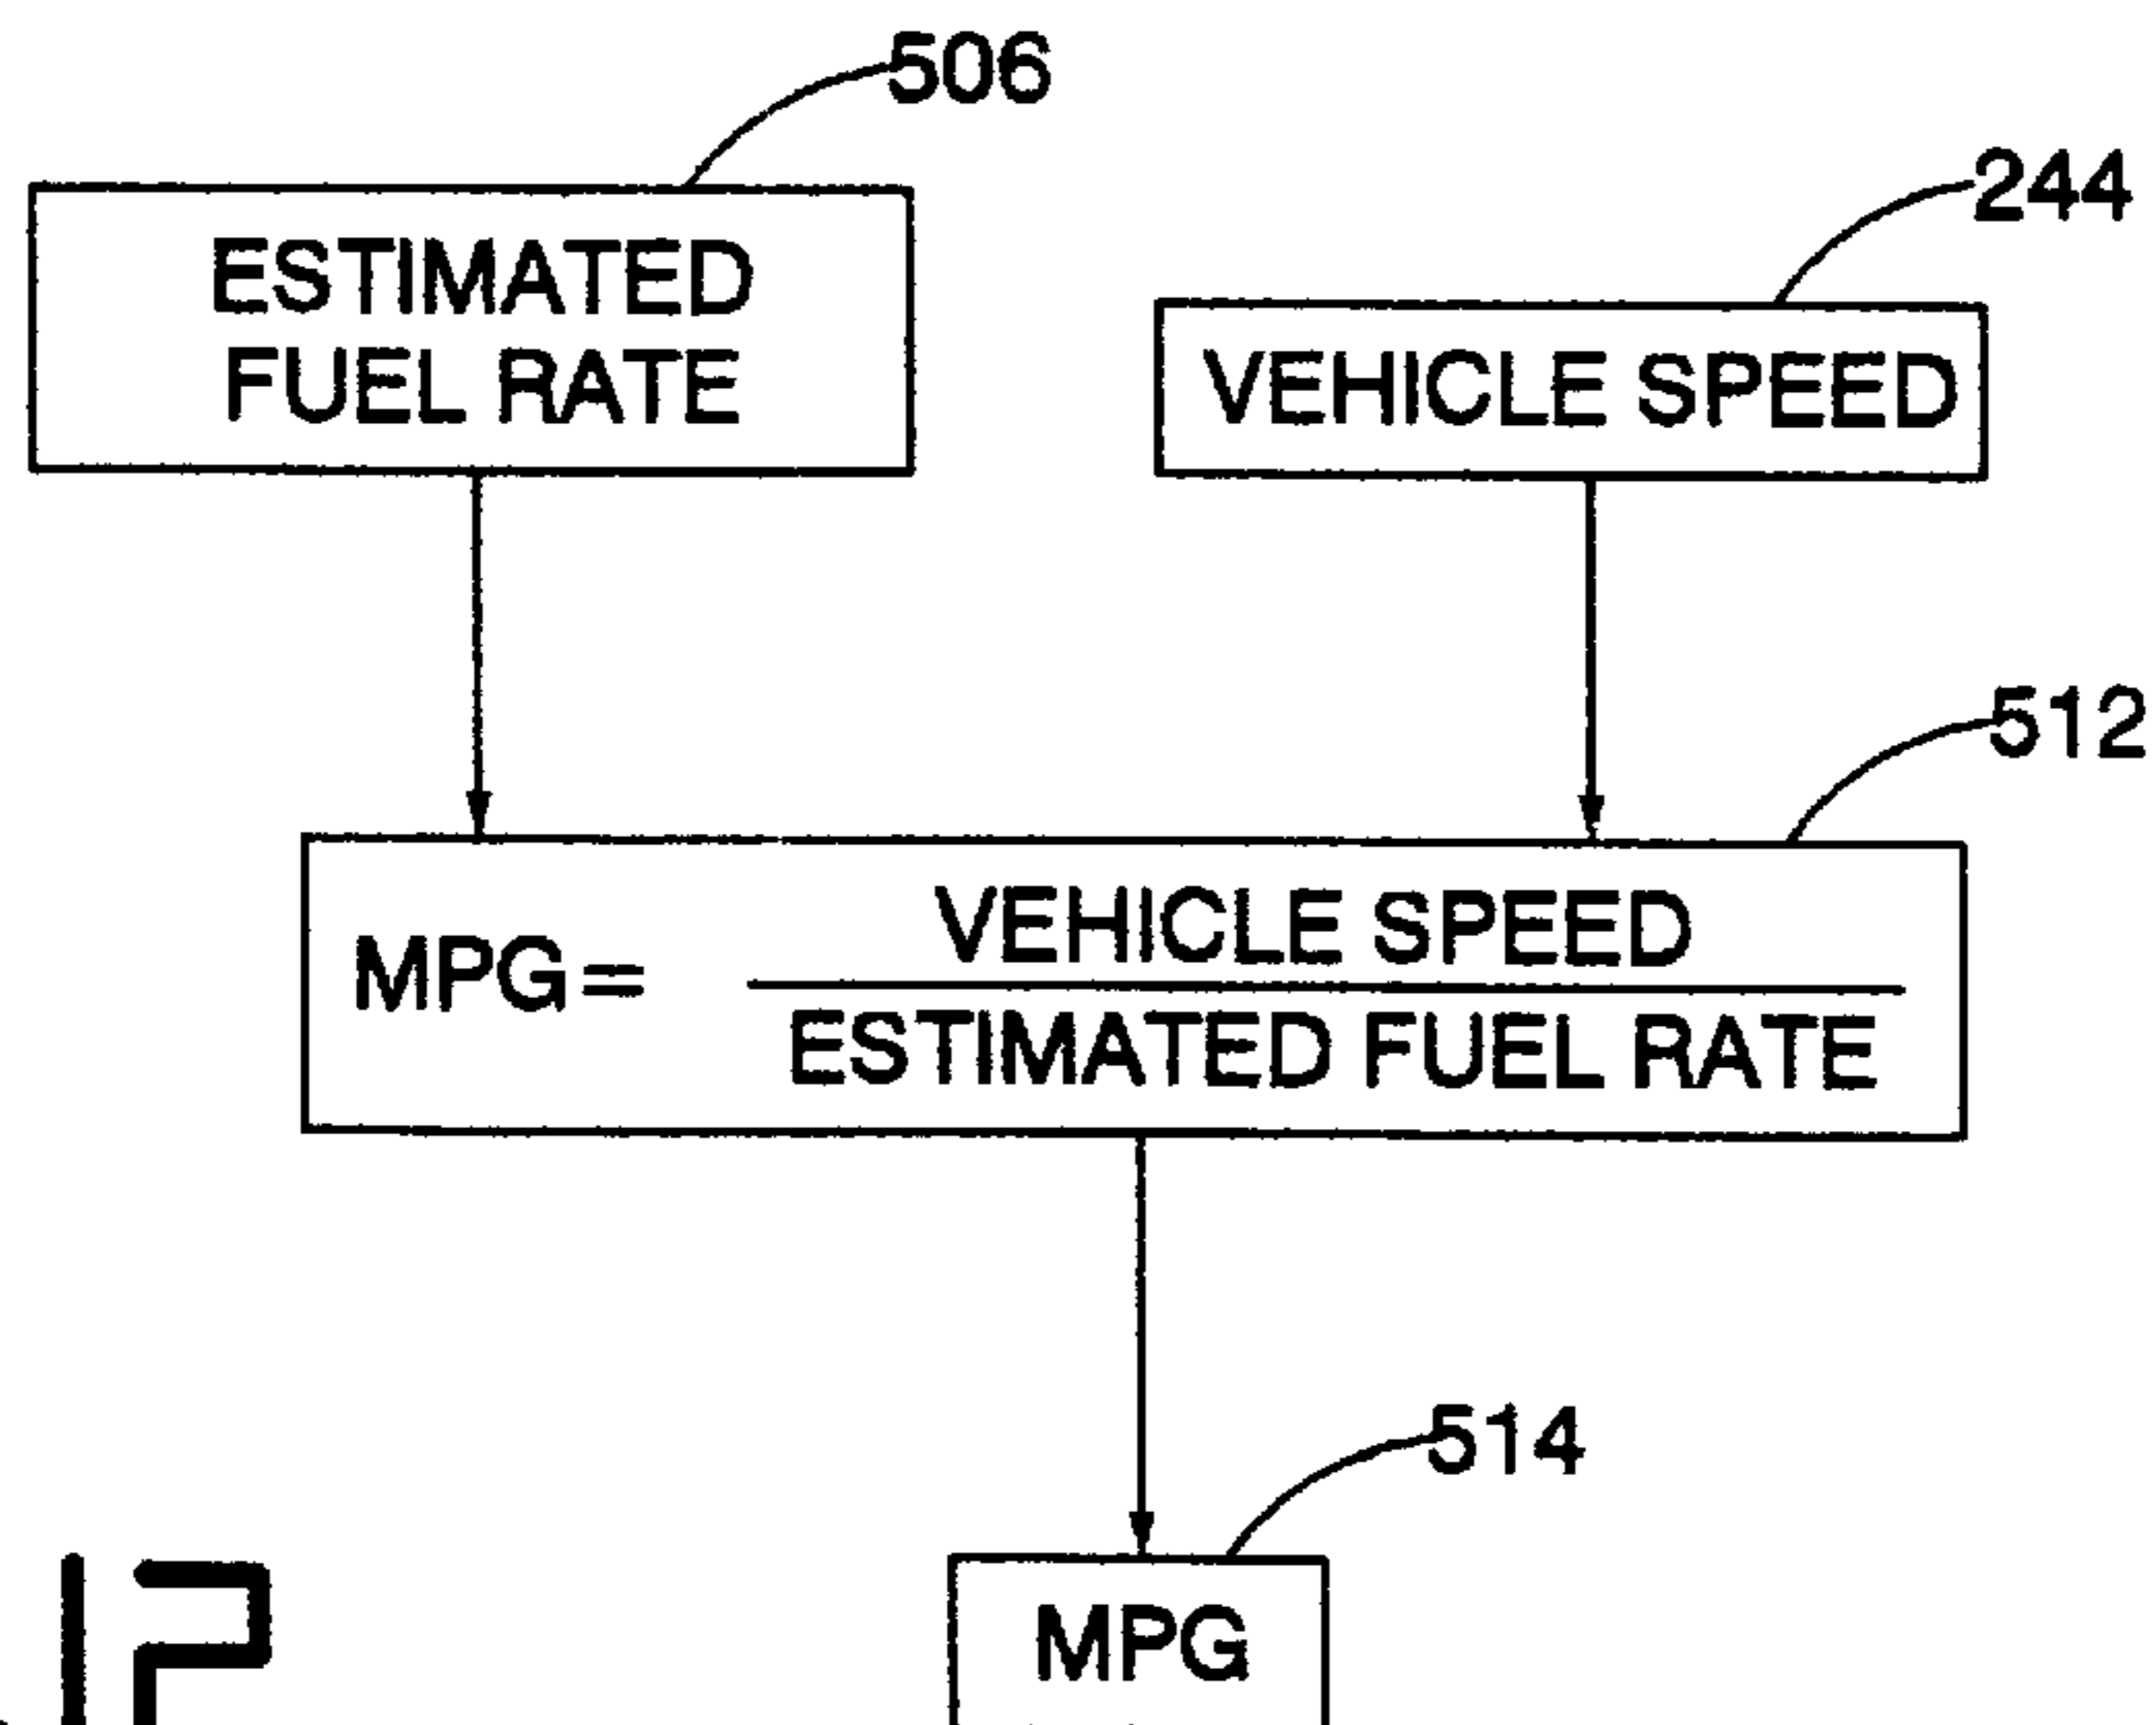 506
244
ESTIMATED
FUEL RATE
VEHICLE SPEED
512
VEHICLE SPEED
MPG=
ESTIMATED FUEL RATE
514
MPG